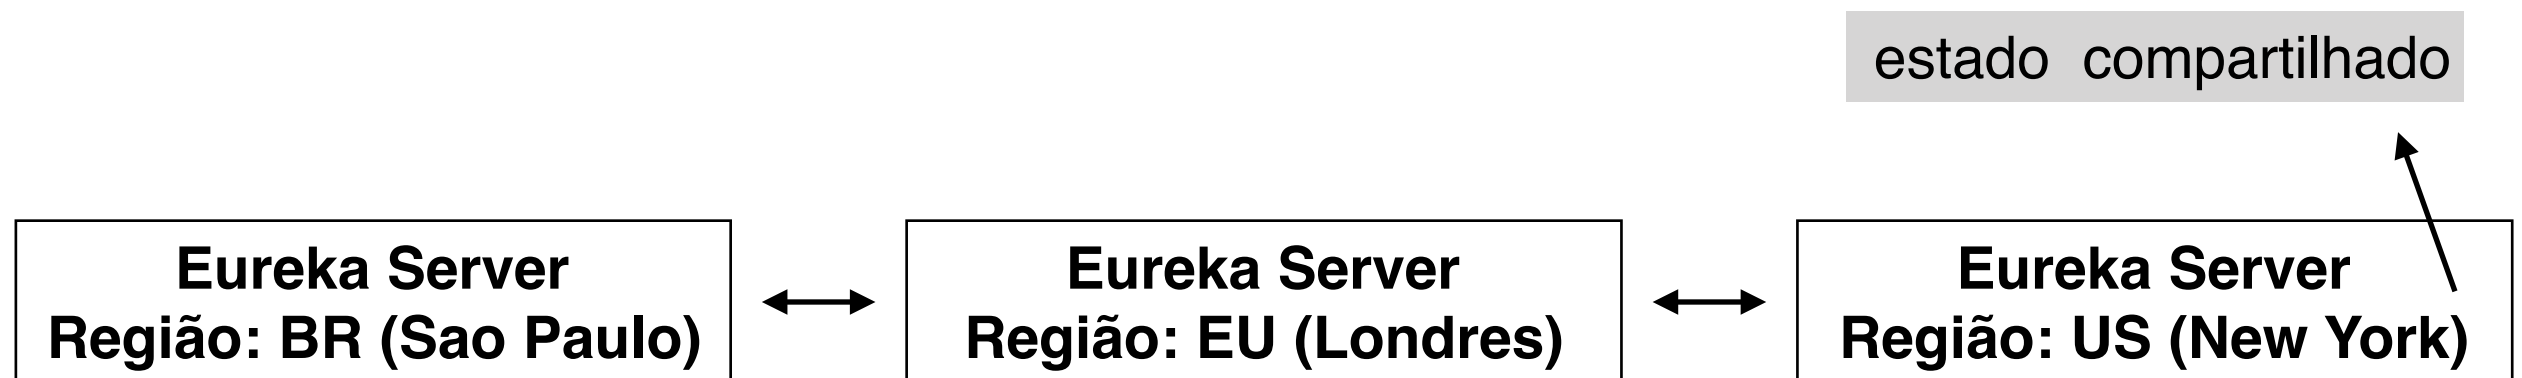 estado compartilhado
Eureka Server
Região: BR (Sao Paulo)
Eureka Server
Região: EU (Londres)
Eureka Server
Região: US (New York)